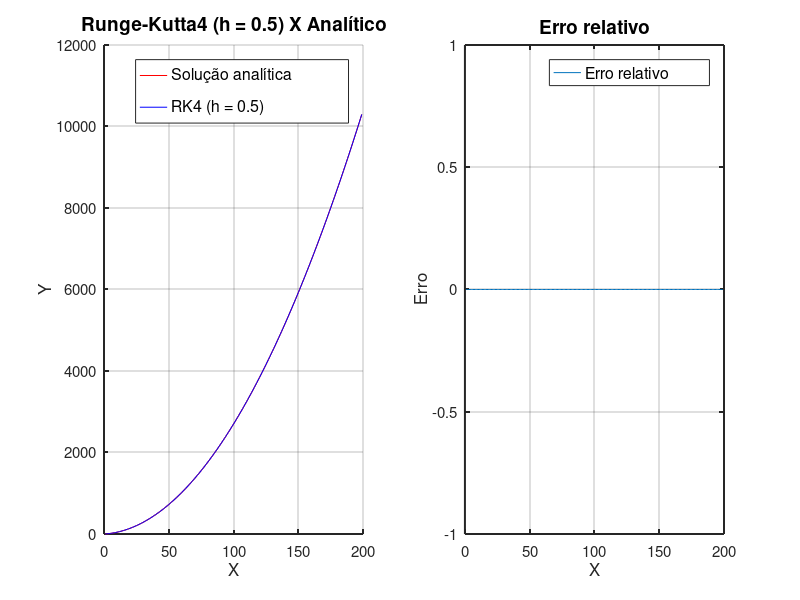 Runge-Kutta4 (h = 0.5) X Analítico
12000
10000
8000
6000
4000
2000
0
Y
Solução analítica
RK4 (h = 0.5)
0 50 100 150 200
X
Erro relativo
1
0.5
0
-0.5
-1
Erro
Erro relativo
0 50 100 150 200
X